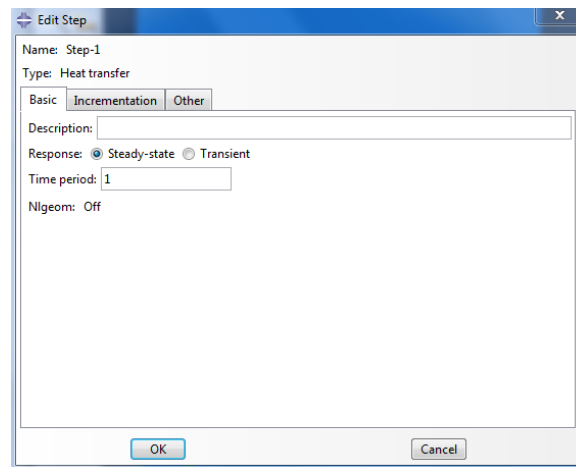 Edit Step
X
Name: Step-1
Type: Heat transfer
Basic Incrementation Other
Description:
Response: Steady-state Transient
Time period: 1
Nlgeom: Off
OK Cancel